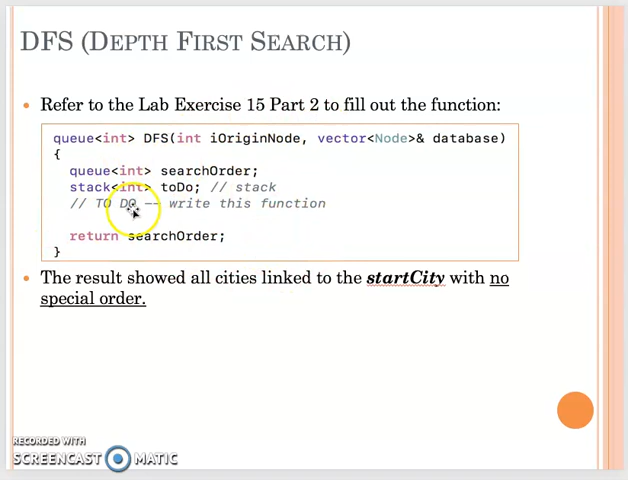 DFS (DEPTH FIRST SEARCH)
• Refer to the Lab Exercise 15 Part 2 to fill out the function:
queue<int> DFS(int iOriginNode, vector<Node>& database)
{
queue<int> searchOrder;
stack<int> toDo; // stack
// TO DO -- write this function
return searchOrder;
}
• The result showed all cities linked to the startCity with no
special order.
RECORDED WITH
SCREENCAST MATIC